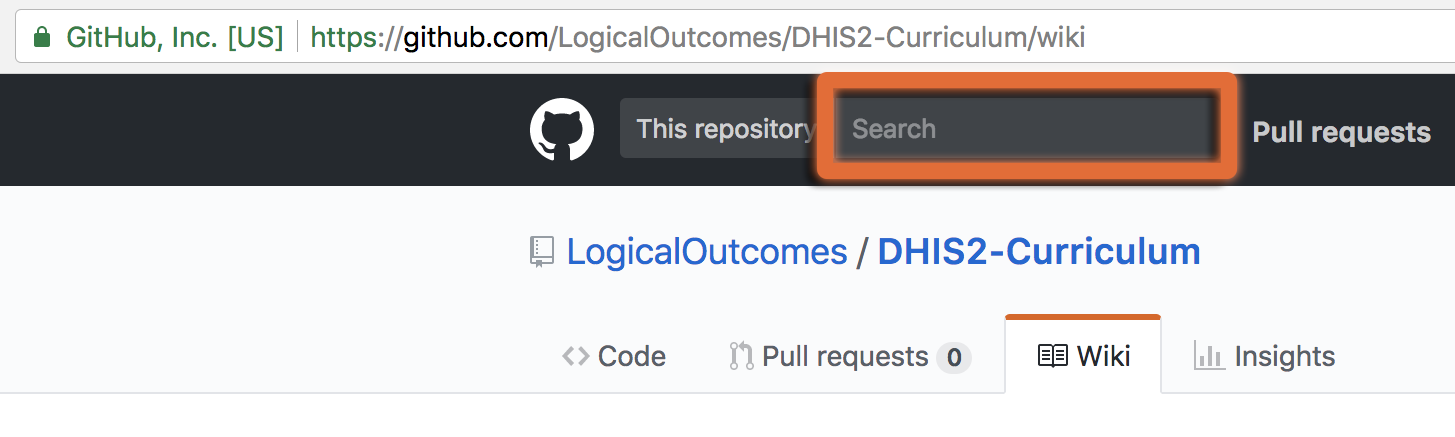 GitHub, Inc. [US] https://github.com/LogicalOutcomes/DHIS2-Curriculum/wiki
This repository Search Pull requests
LogicalOutcomes / DHIS2-Curriculum
Code Pull requests 0 Wiki Insights